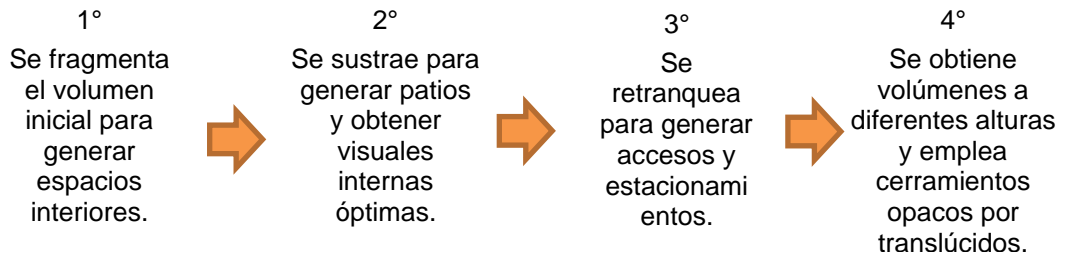 1°
Se fragmenta
el volumen
inicial para
generar
espacios
interiores.
2°
Se sustrae para
generar patios
y obtener
visuales
internas
óptimas.
3°
Se
retranquea
para generar
accesos y
estacionami
entos.
4°
Se obtiene
volúmenes a
diferentes alturas
y emplea
cerramientos
opacos por
translúcidos.